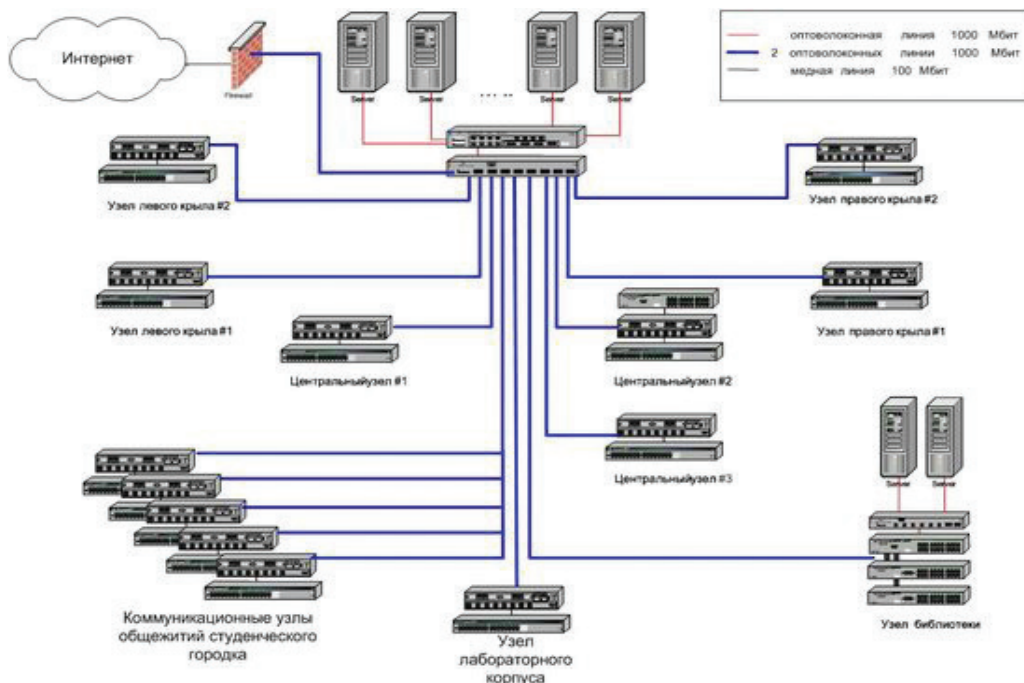 Интернет
Firewall
Server
Server
.. ..
Server
Server
оптоволоконная линия 1000 Мбит
2 оптоволоконных линии 1000 Мбит
медная линия 100 Мбит
Узел левого крыла #2
Узел правого крыла #2
Узел левого крыла #1
Узел правого крыла #1
Центральныйузел #1
Центральныйузел #2
Центральныйузел #3
Server
Server
Узел библиотеки
Коммуникационные узлы
общежитий студенческого
городка
Узел
лабораторного
корпуса